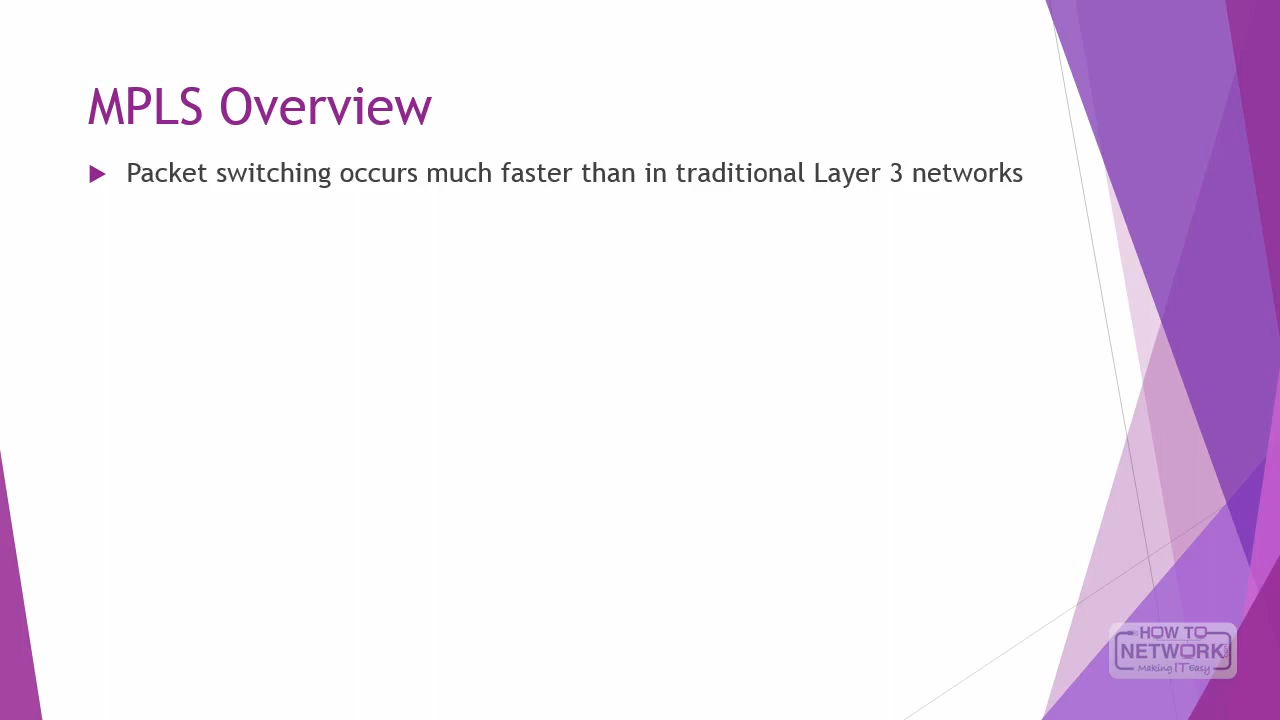 MPLS Overview
Packet switching occurs much faster than in traditional Layer 3 networks
HOW TO
NETWORK
Making IT Easy